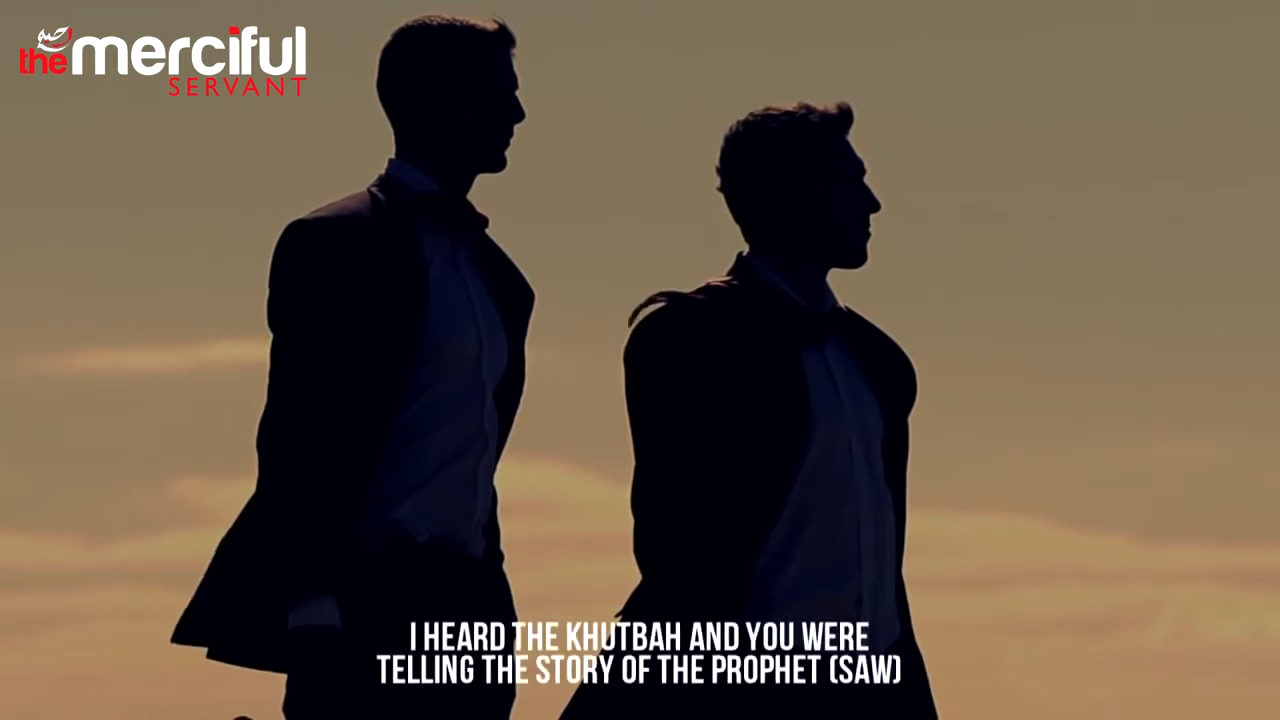 the merciful
SERVANT
I HEARD THE KHUTBAH AND YOU WERE
TELLING THE STORY OF THE PROPHET (SAW)